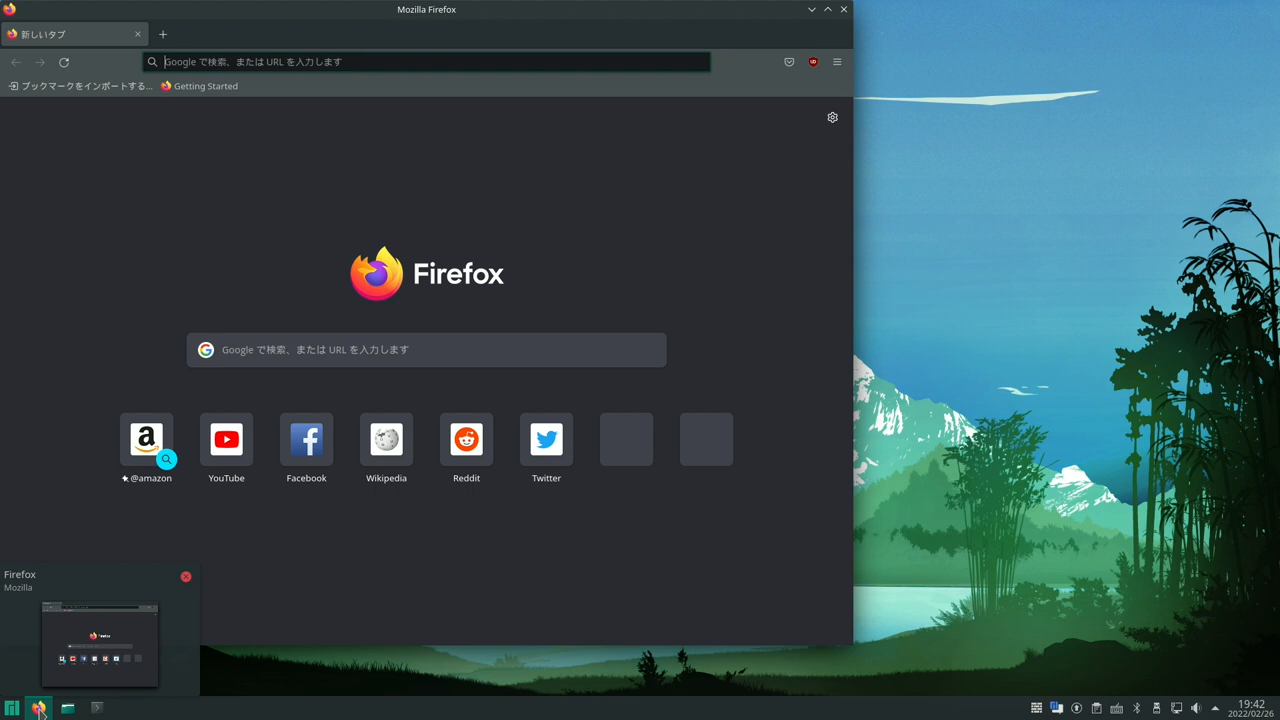 Mozilla Firefox
新しいタブ
Google で検索、または URL を入力します
ブックマークをインポートする...
Getting Started
Firefox
Google で検索、または URL を入力します
@amazon
YouTube
Facebook
Wikipedia
Reddit
Twitter
Firefox
Mozilla
19:42
2022/02/26